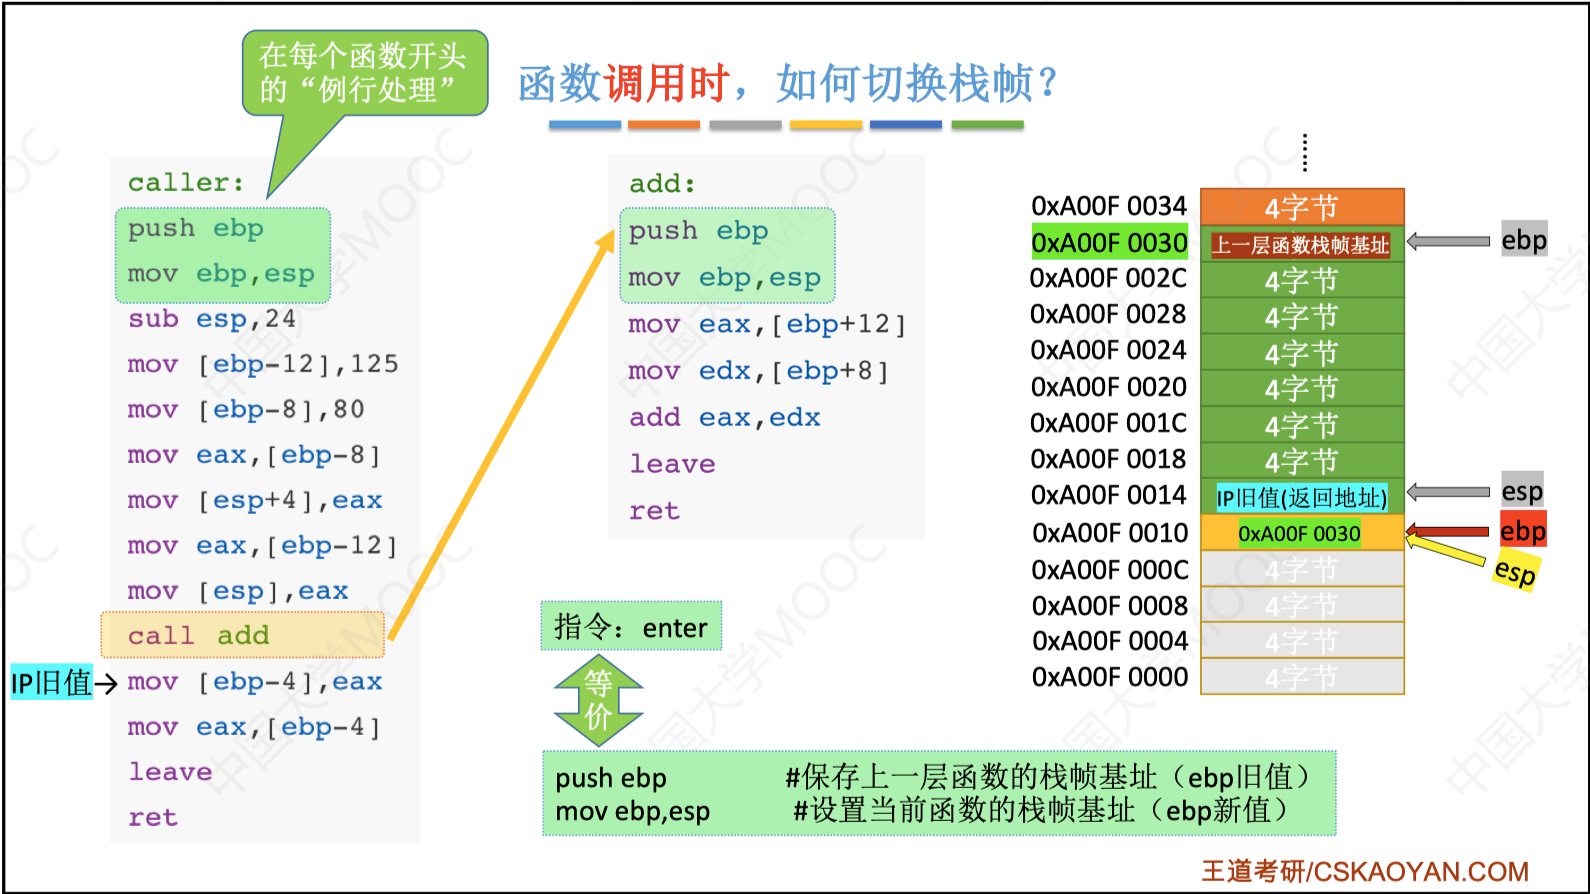 在每个函数开头
的“例行处理”
函数调用时，如何切换栈帧？
caller:
push ebp
mov ebp,esp
sub esp,24
mov [ebp-12],125
mov [ebp-8],80
mov eax,[ebp-8]
mov [esp+4],eax
mov eax,[ebp-12]
mov [esp],eax
call add
IP旧值→ mov [ebp-4],eax
mov eax,[ebp-4]
leave
ret
add:
push ebp
mov ebp,esp
mov eax,[ebp+12]
mov edx,[ebp+8]
add eax,edx
leave
ret
指令：enter
等
价
push ebp #保存上一层函数的栈帧基址（ebp旧值）
mov ebp,esp #设置当前函数的栈帧基址（ebp新值）
0xA00F 0034 4字节
0xA00F 0030 上一层函数栈帧基址 ebp
0xA00F 002C 4字节
0xA00F 0028 4字节
0xA00F 0024 4字节
0xA00F 0020 4字节
0xA00F 001C 4字节
0xA00F 0018 4字节
0xA00F 0014 IP旧值(返回地址) esp
0xA00F 0010 0xA00F 0030 ebp
esp
0xA00F 000C 4字节
0xA00F 0008 4字节
0xA00F 0004 4字节
0xA00F 0000 4字节
王道考研/CSKAOYAN.COM
中国大学MOOC